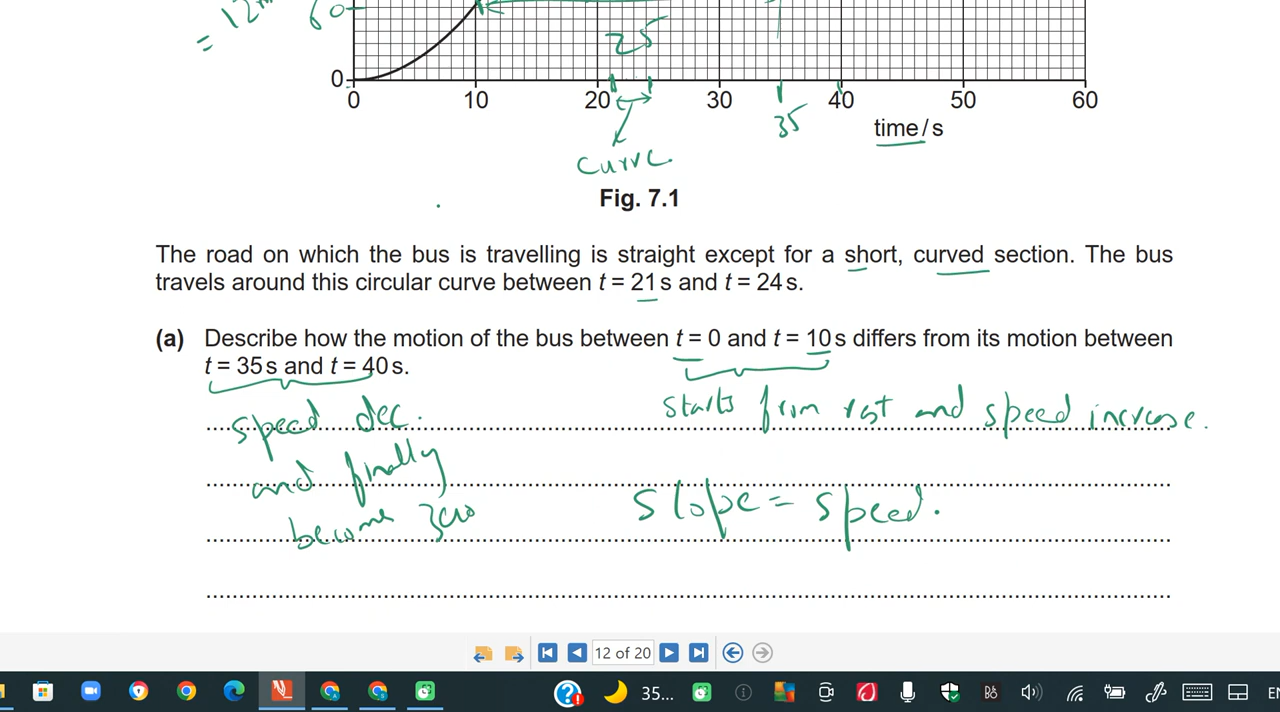 = 12m
60
25
0
0 10 20 30 40 50 60
35
time / s
curve
Fig. 7.1
The road on which the bus is travelling is straight except for a short, curved section. The bus
travels around this circular curve between t = 21 s and t = 24 s.
(a) Describe how the motion of the bus between t = 0 and t = 10 s differs from its motion between
t = 35 s and t = 40 s.
starts from rest and speed increase.
speed dec.
and finally
become zero
slope = speed.
12 of 20
35...
EN